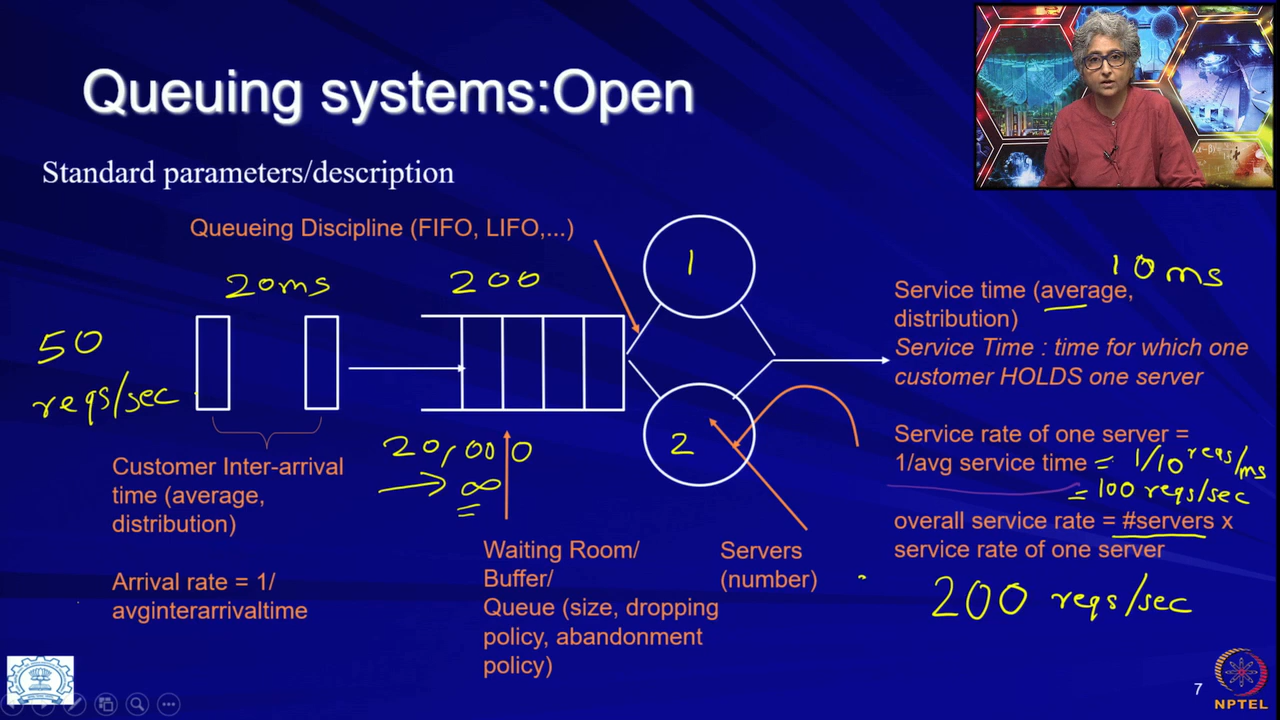 Queuing systems:Open
Standard parameters/description
Queueing Discipline (FIFO, LIFO,...)
20ms
200
1
10 ms
50
reqs/sec
20,000
∞
2
Customer Inter-arrival
time (average,
distribution)
Arrival rate = 1/
avginterarrivaltime
Waiting Room/
Buffer/
Queue (size, dropping
policy, abandonment
policy)
Servers
(number)
Service time (average,
distribution)
Service Time : time for which one
customer HOLDS one server
Service rate of one server =
1/avg service time = 1/10 reqs/ms
= 100 reqs/sec
overall service rate = #servers x
service rate of one server
200 reqs/sec
7
NPTEL